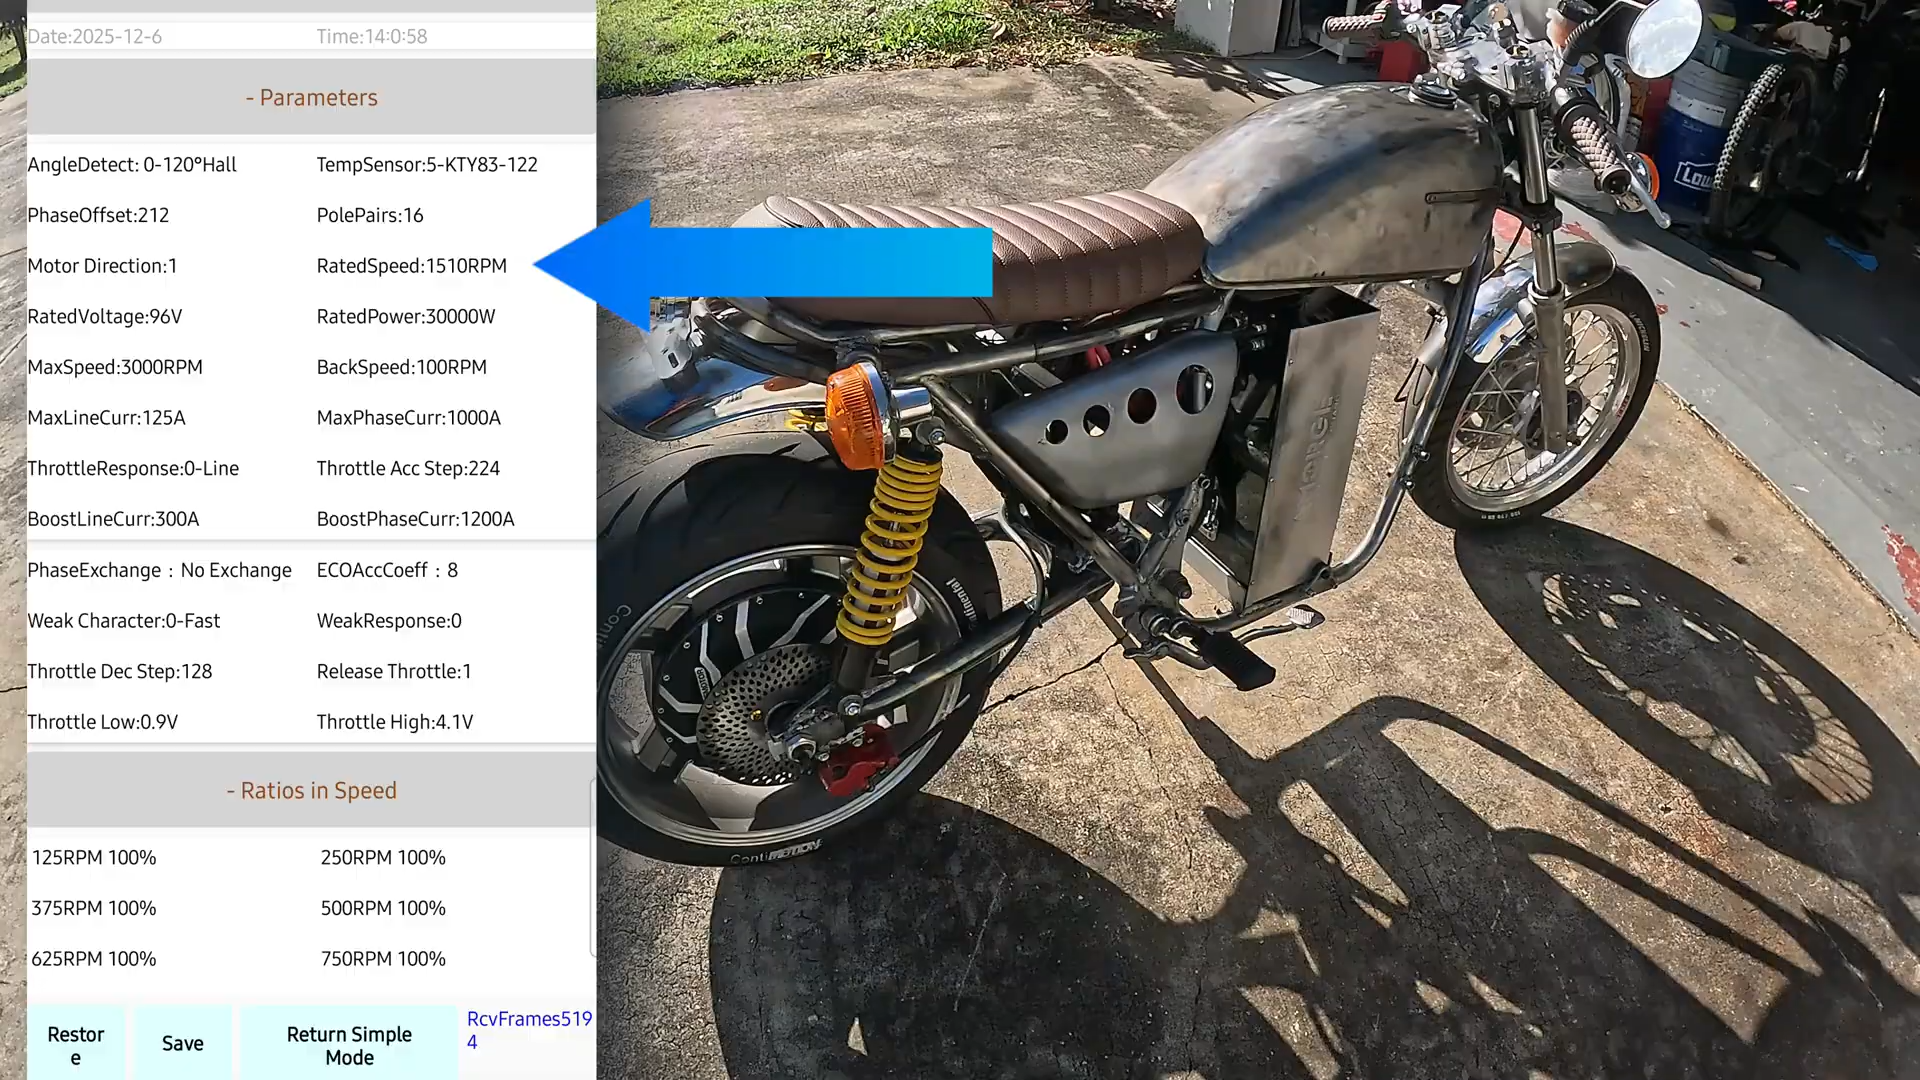 Date:2025-12-6 Time:14:0:58
- Parameters
AngleDetect: 0-120°Hall TempSensor:5-KTY83-122
PhaseOffset:212 PolePairs:16
Motor Direction:1 RatedSpeed:1510RPM
RatedVoltage:96V RatedPower:30000W
MaxSpeed:3000RPM BackSpeed:100RPM
MaxLineCurr:125A MaxPhaseCurr:1000A
ThrottleResponse:0-Line Throttle Acc Step:224
BoostLineCurr:300A BoostPhaseCurr:1200A
PhaseExchange : No Exchange ECOAccCoeff : 8
Weak Character:0-Fast WeakResponse:0
Throttle Dec Step:128 Release Throttle:1
Throttle Low:0.9V Throttle High:4.1V
- Ratios in Speed
125RPM 100% 250RPM 100%
375RPM 100% 500RPM 100%
625RPM 100% 750RPM 100%
Restor
e
Save
Return Simple
Mode
RcvFrames519
4
Continental
ContiMOTION